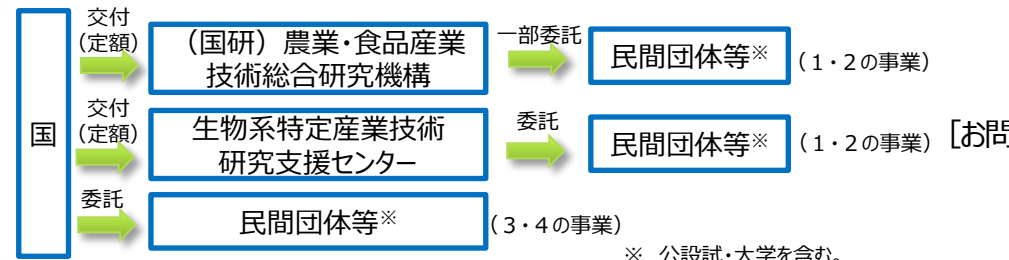 国
交付
（定額）
（国研）農業・食品産業
技術総合研究機構
一部委託
民間団体等※
（１・２の事業）
交付
（定額）
生物系特定産業技術
研究支援センター
委託
民間団体等※
（１・２の事業）
［お問
委託
民間団体等※
（３・４の事業）
※　公設試・大学を含む。